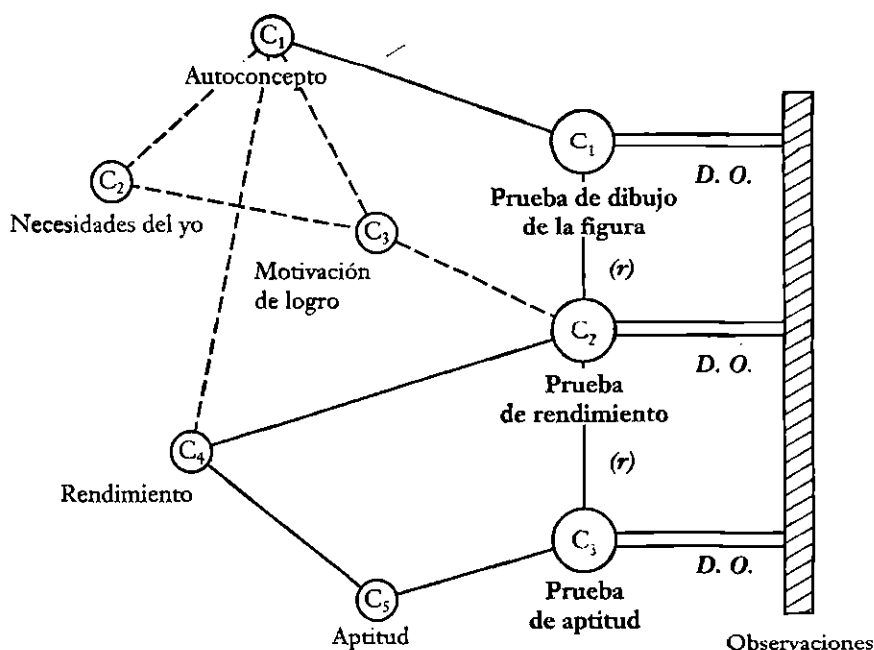 C₁
Autoconcepto
C₁
D. O.
C₂
Prueba de dibujo
de la figura
Necesidades del yo
C₃
Motivación
de logro
(r)
C₂
D. O.
Prueba
de rendimiento
C₄
(r)
Rendimiento
C₃
D. O.
C₅
Prueba
de aptitud
Aptitud
Observaciones